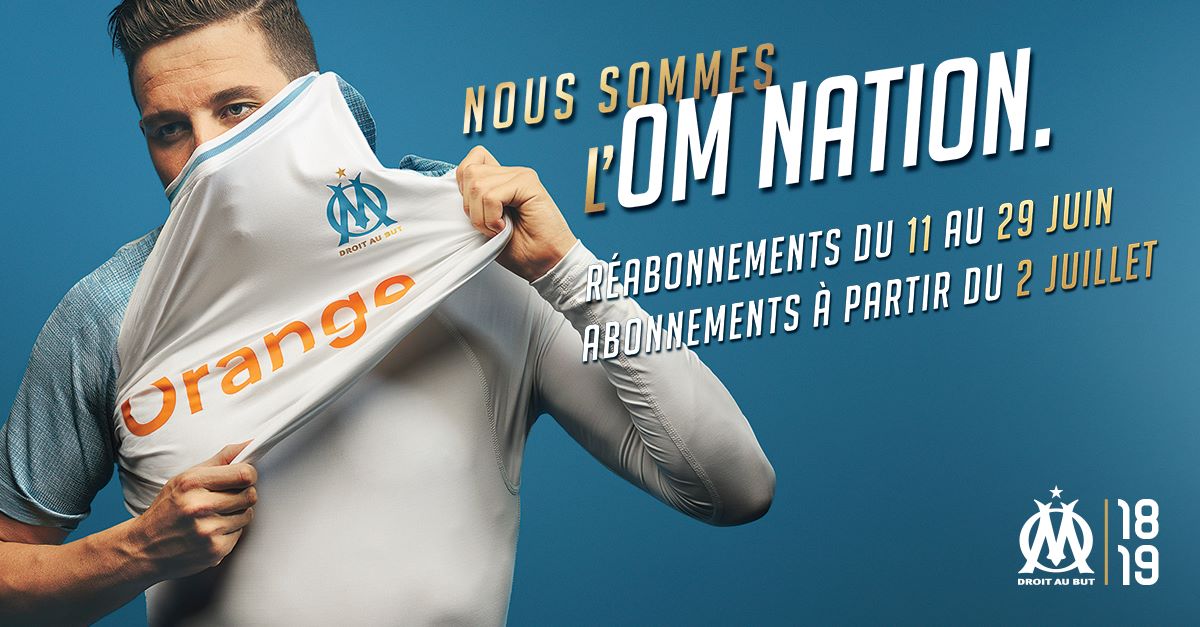 NOUS SOMMES
L'OM NATION.
RÉABONNEMENTS DU 11 AU 29 JUIN
ABONNEMENTS À PARTIR DU 2 JUILLET
DROIT AU BUT
Orange
18
19
DROIT AU BUT